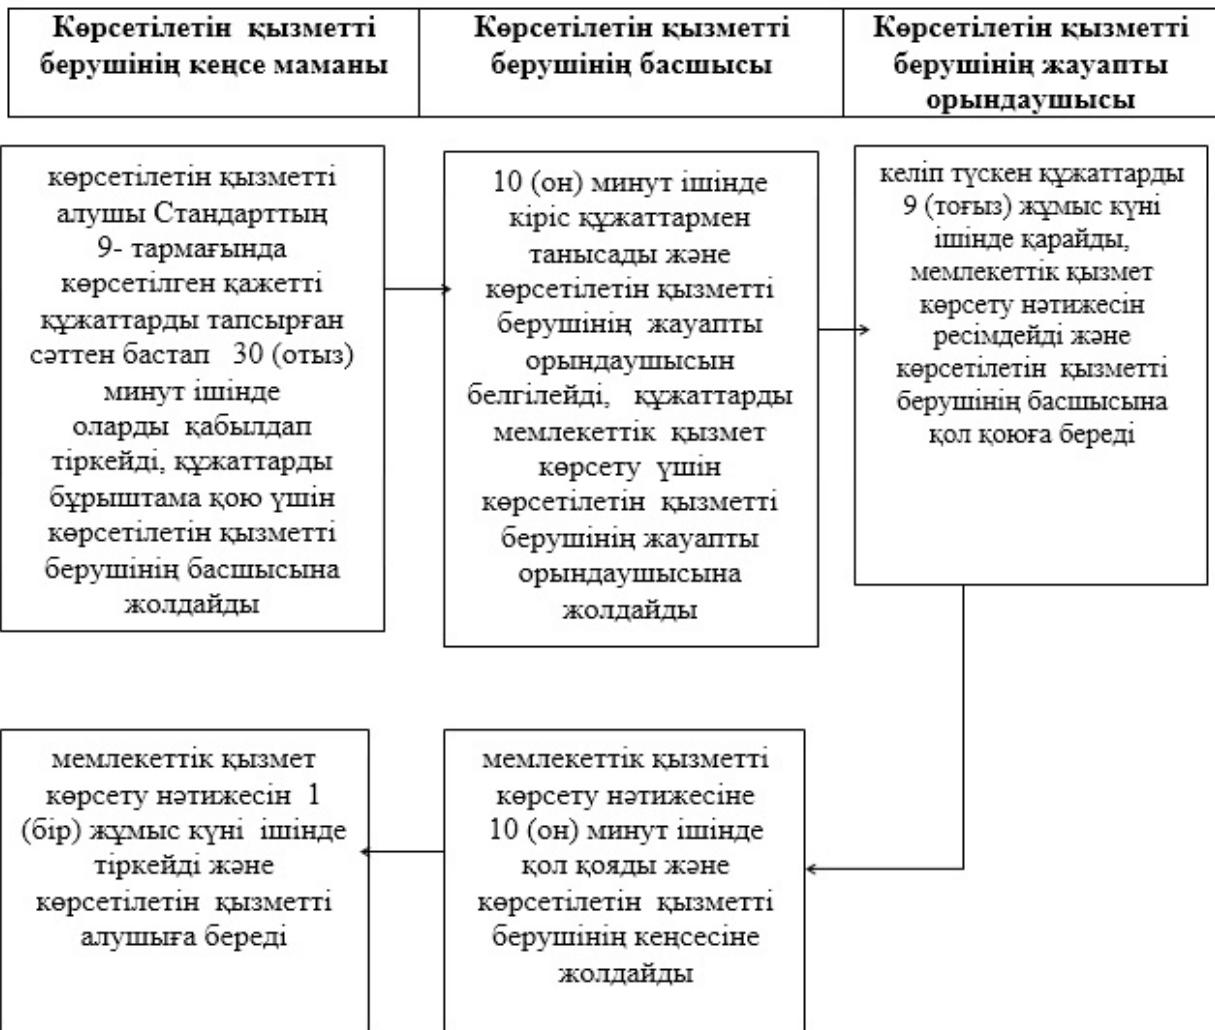 Көрсетілетін қызметті
берушінің кеңсе маманы
Көрсетілетін қызметті
берушінің басшысы
Көрсетілетін қызметті
берушінің жауапты
орындаушысы
көрсетілетін қызметті
алушы Стандарттың
9- тармағында
көрсетілген қажетті
құжаттарды тапсырған
сәттен бастап 30 (отыз)
минут ішінде
оларды қабылдап
тіркейді, құжаттарды
бұрыштама қою үшін
көрсетілетін қызметті
берушінің басшысына
жолдайды
10 (он) минут ішінде
кіріс құжаттармен
танысады және
көрсетілетін қызметті
берушінің жауапты
орындаушысын
белгілейді, құжаттарды
мемлекеттік қызмет
көрсету үшін
көрсетілетін қызметті
берушінің жауапты
орындаушысына
жолдайды
келіп түскен құжаттарды
9 (тоғыз) жұмыс күні
ішінде қарайды,
мемлекеттік қызмет
көрсету нәтижесін
ресімдейді және
көрсетілетін қызметті
берушінің басшысына
қол қоюға береді
мемлекеттік қызмет
көрсету нәтижесін 1
(бір) жұмыс күні ішінде
тіркейді және
көрсетілетін қызметті
алушыға береді
мемлекеттік қызметті
көрсету нәтижесіне
10 (он) минут ішінде
қол қояды және
көрсетілетін қызметті
берушінің кеңсесіне
жолдайды